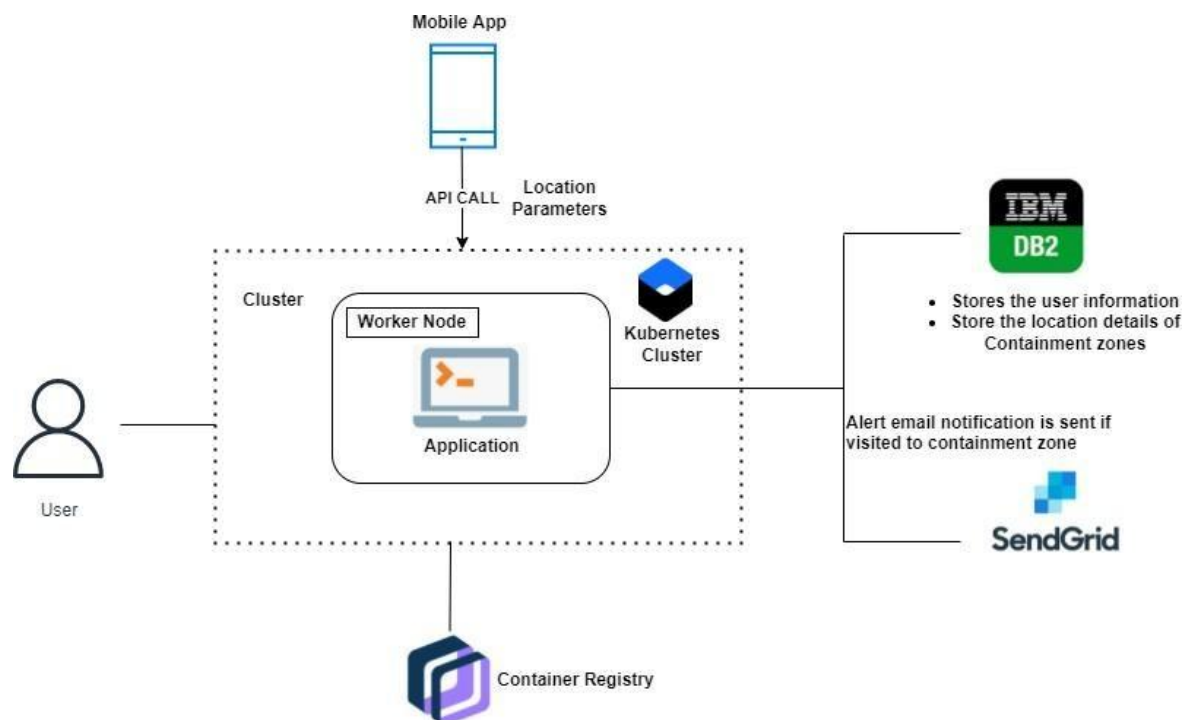 Mobile App
API CALL
Location
Parameters
IBM
DB2
• Stores the user information
• Store the location details of
Containment zones
Cluster
Worker Node
Kubernetes
Cluster
Application
Alert email notification is sent if
visited to containment zone
User
SendGrid
Container Registry